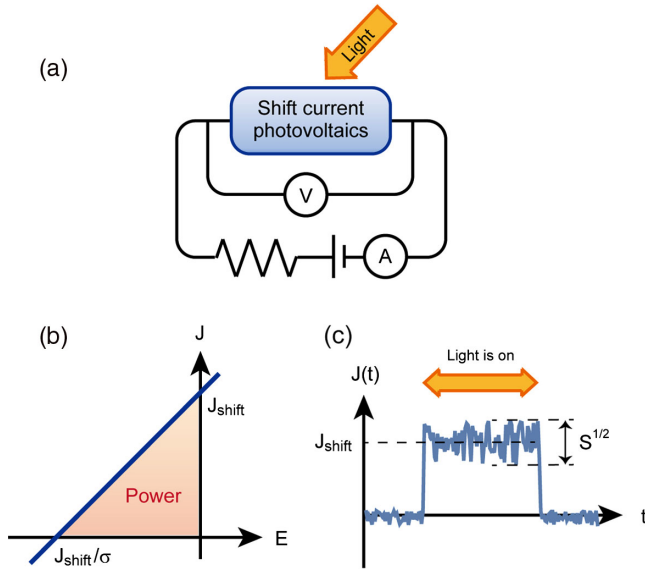 (a)
Light
Shift current
photovoltaics
V
A
(b)
J
J_shift
Power
E
J_shift/σ
(c)
Light is on
J(t)
J_shift
S^1/2
t